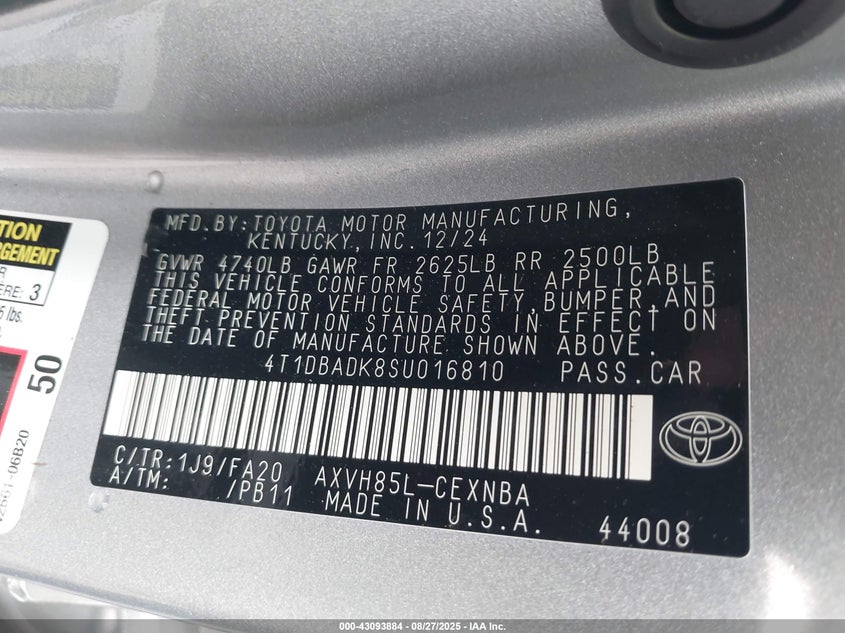 MFD.BY:TOYOTA MOTOR MANUFACTURING,
KENTUCKY,INC.12/24
GVWR 4740LB GAWR FR 2625LB RR 2500LB
THIS VEHICLE CONFORMS TO ALL APPLICABLE
FEDERAL MOTOR VEHICLE SAFETY,BUMPER,AND
THEFT PREVENTION STANDARDS IN EFFECT ON
THE DATE OF MANUFACTURE SHOWN ABOVE.
4T1DBADK8SU016810 PASS.CAR
C/TR:1J9/FA20 AXVH85L-CEXNBA
A/TM: /PB11 MADE IN U.S.A.
44008
3
lbs.
50
000-43093884 | 08/27/2025 | IAA Inc.